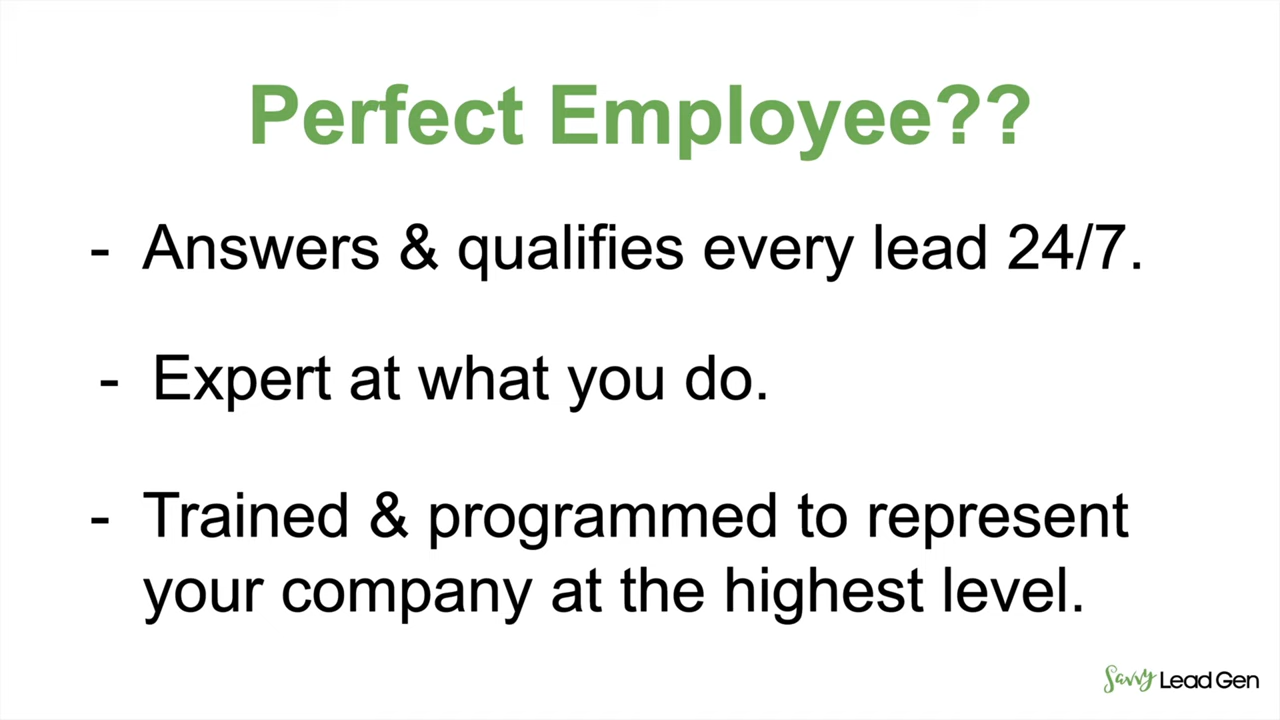 Perfect Employee??
- Answers & qualifies every lead 24/7.
- Expert at what you do.
- Trained & programmed to represent
your company at the highest level.
Savvy Lead Gen